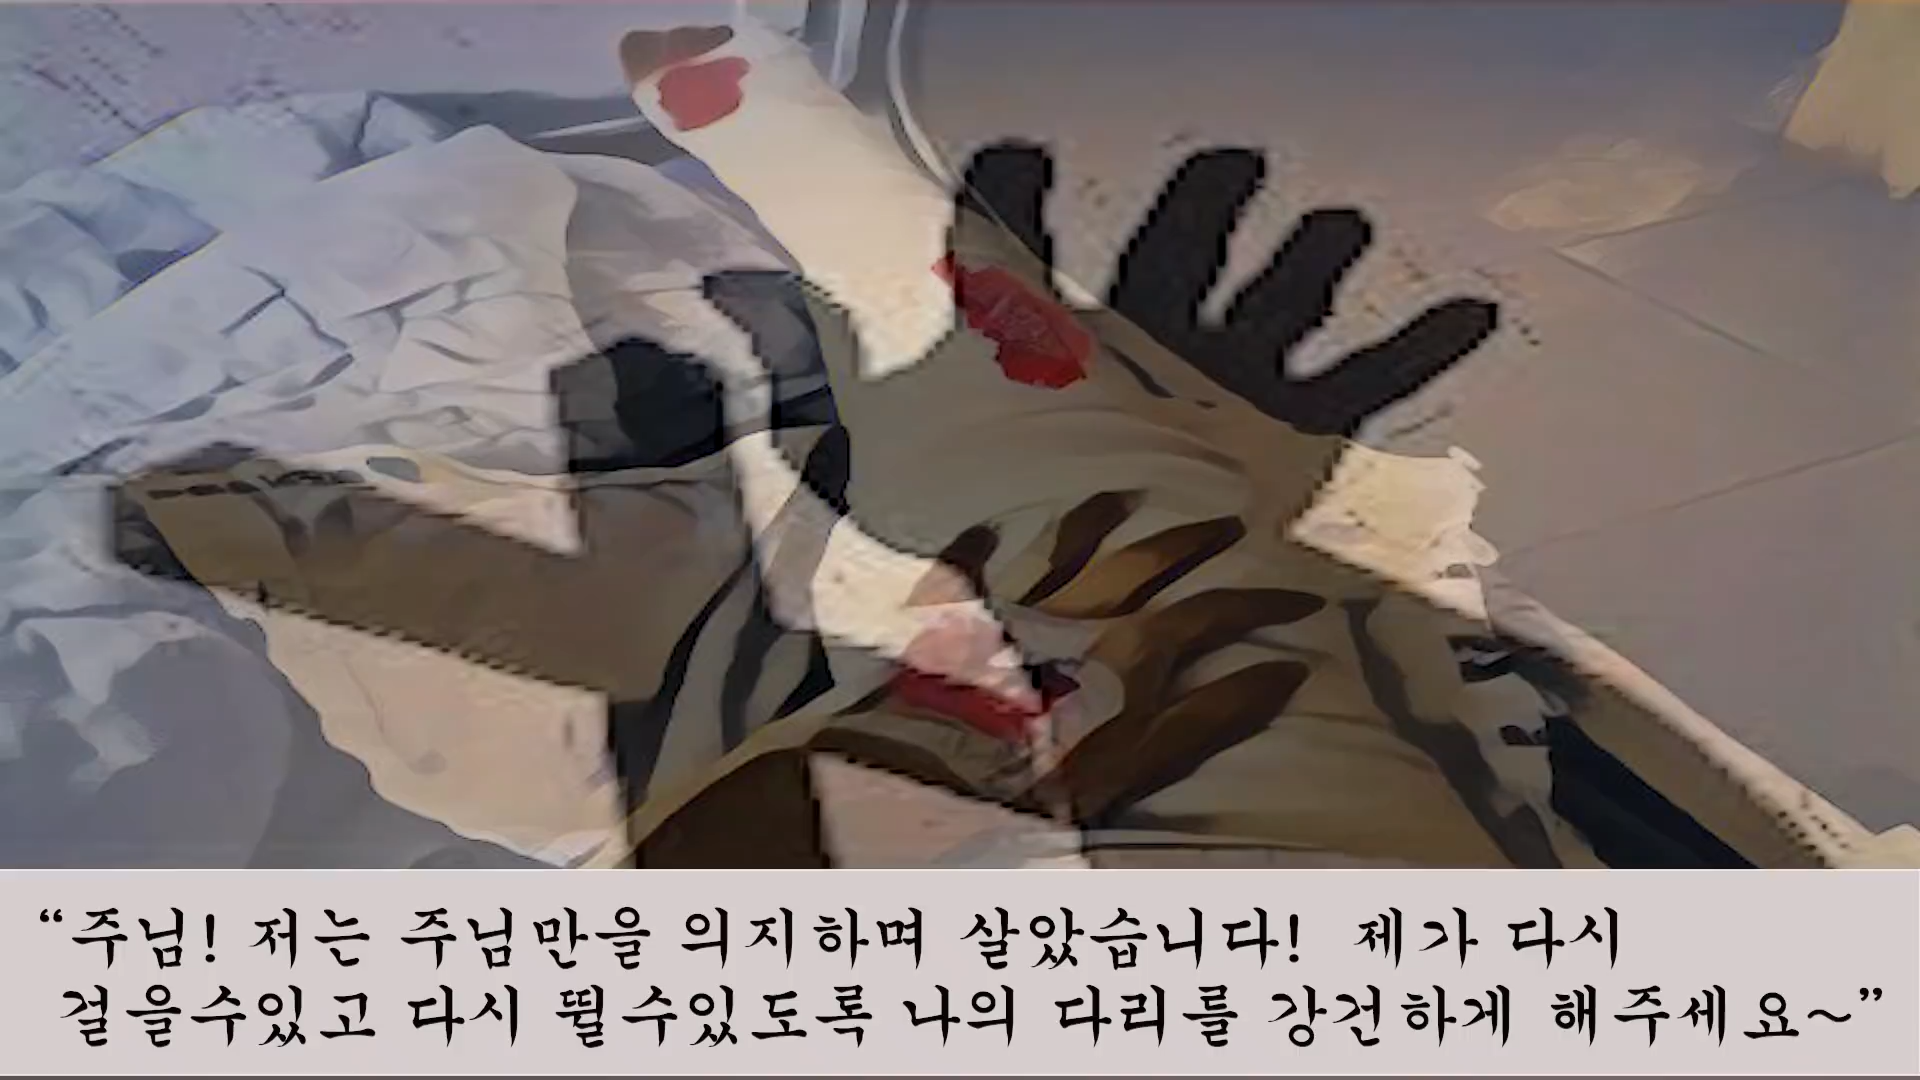 “주님! 저는 주님만을 의지하며 살았습니다! 제가 다시
걸을수있고 다시 뛸수있도록 나의 다리를 강건하게 해주세요~”